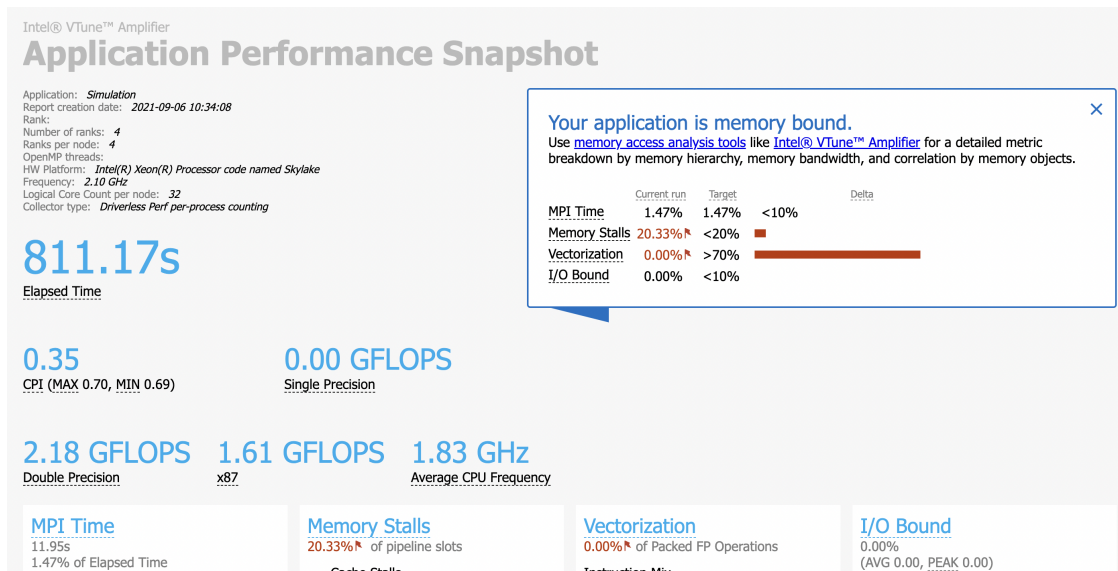 Intel® VTune™ Amplifier
Application Performance Snapshot
Application: Simulation
Report creation date: 2021-09-06 10:34:08
Rank:
Number of ranks: 4
Ranks per node: 4
OpenMP threads:
HW Platform: Intel(R) Xeon(R) Processor code named Skylake
Frequency: 2.10 GHz
Logical Core Count per node: 32
Collector type: Driverless Perf per-process counting
811.17s
Elapsed Time
Your application is memory bound.
Use memory access analysis tools like Intel® VTune™ Amplifier for a detailed metric
breakdown by memory hierarchy, memory bandwidth, and correlation by memory objects.
Current run Target Delta
MPI Time 1.47% 1.47% <10%
Memory Stalls 20.33% <20%
Vectorization 0.00% >70%
I/O Bound 0.00% <10%
0.35
CPI (MAX 0.70, MIN 0.69)
0.00 GFLOPS
Single Precision
2.18 GFLOPS
Double Precision
1.61 GFLOPS
x87
1.83 GHz
Average CPU Frequency
MPI Time
11.95s
1.47% of Elapsed Time
Memory Stalls
20.33% of pipeline slots
Cache Stalls
Vectorization
0.00% of Packed FP Operations
Instruction Mix
I/O Bound
0.00%
(AVG 0.00, PEAK 0.00)